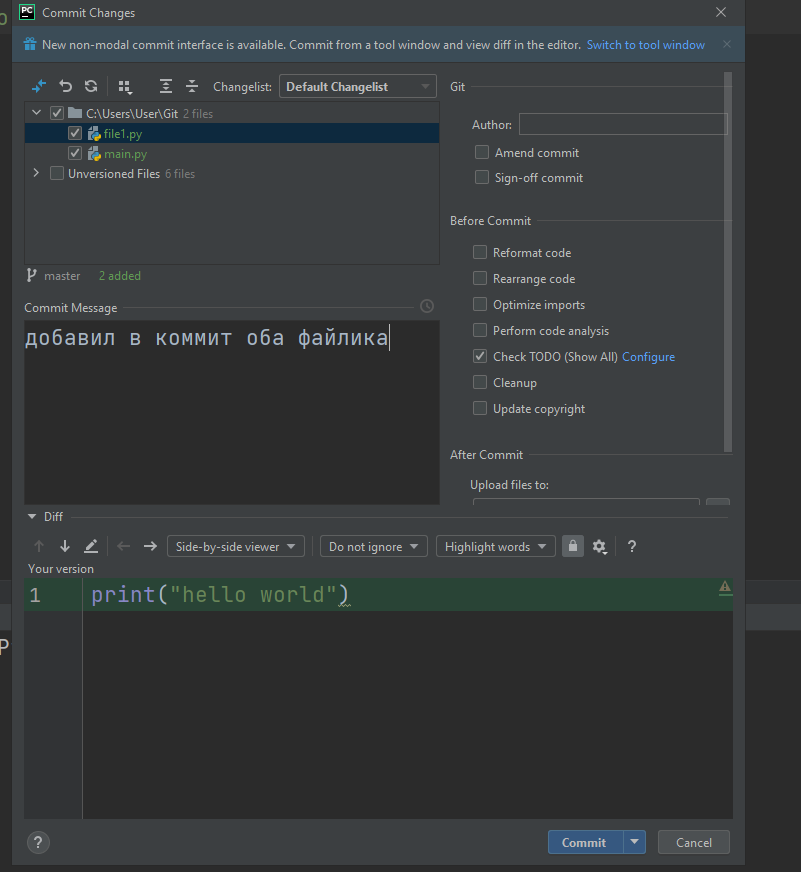 PC Commit Changes
New non-modal commit interface is available. Commit from a tool window and view diff in the editor. Switch to tool window
Changelist: Default Changelist
C:\Users\User\Git 2 files
file1.py
main.py
Unversioned Files 6 files
master 2 added
Commit Message
добавил в коммит оба файлика
Git
Author:
Amend commit
Sign-off commit
Before Commit
Reformat code
Rearrange code
Optimize imports
Perform code analysis
Check TODO (Show All) Configure
Cleanup
Update copyright
After Commit
Upload files to:
Diff
Side-by-side viewer Do not ignore Highlight words ?
Your version
1 print("hello world")
P
? Commit Cancel